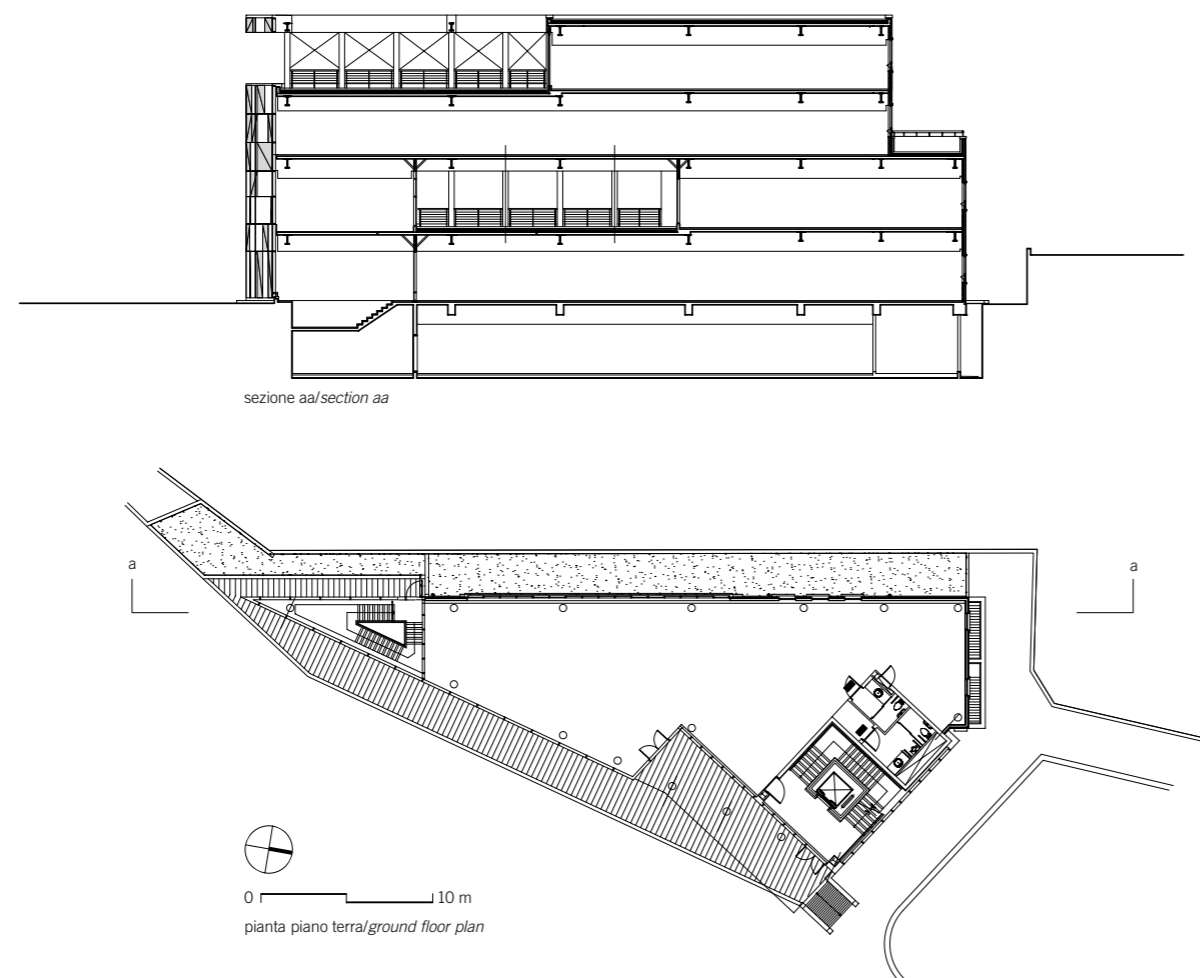 sezione aa/section aa
a
a
0 10 m
pianta piano terra/ground floor plan